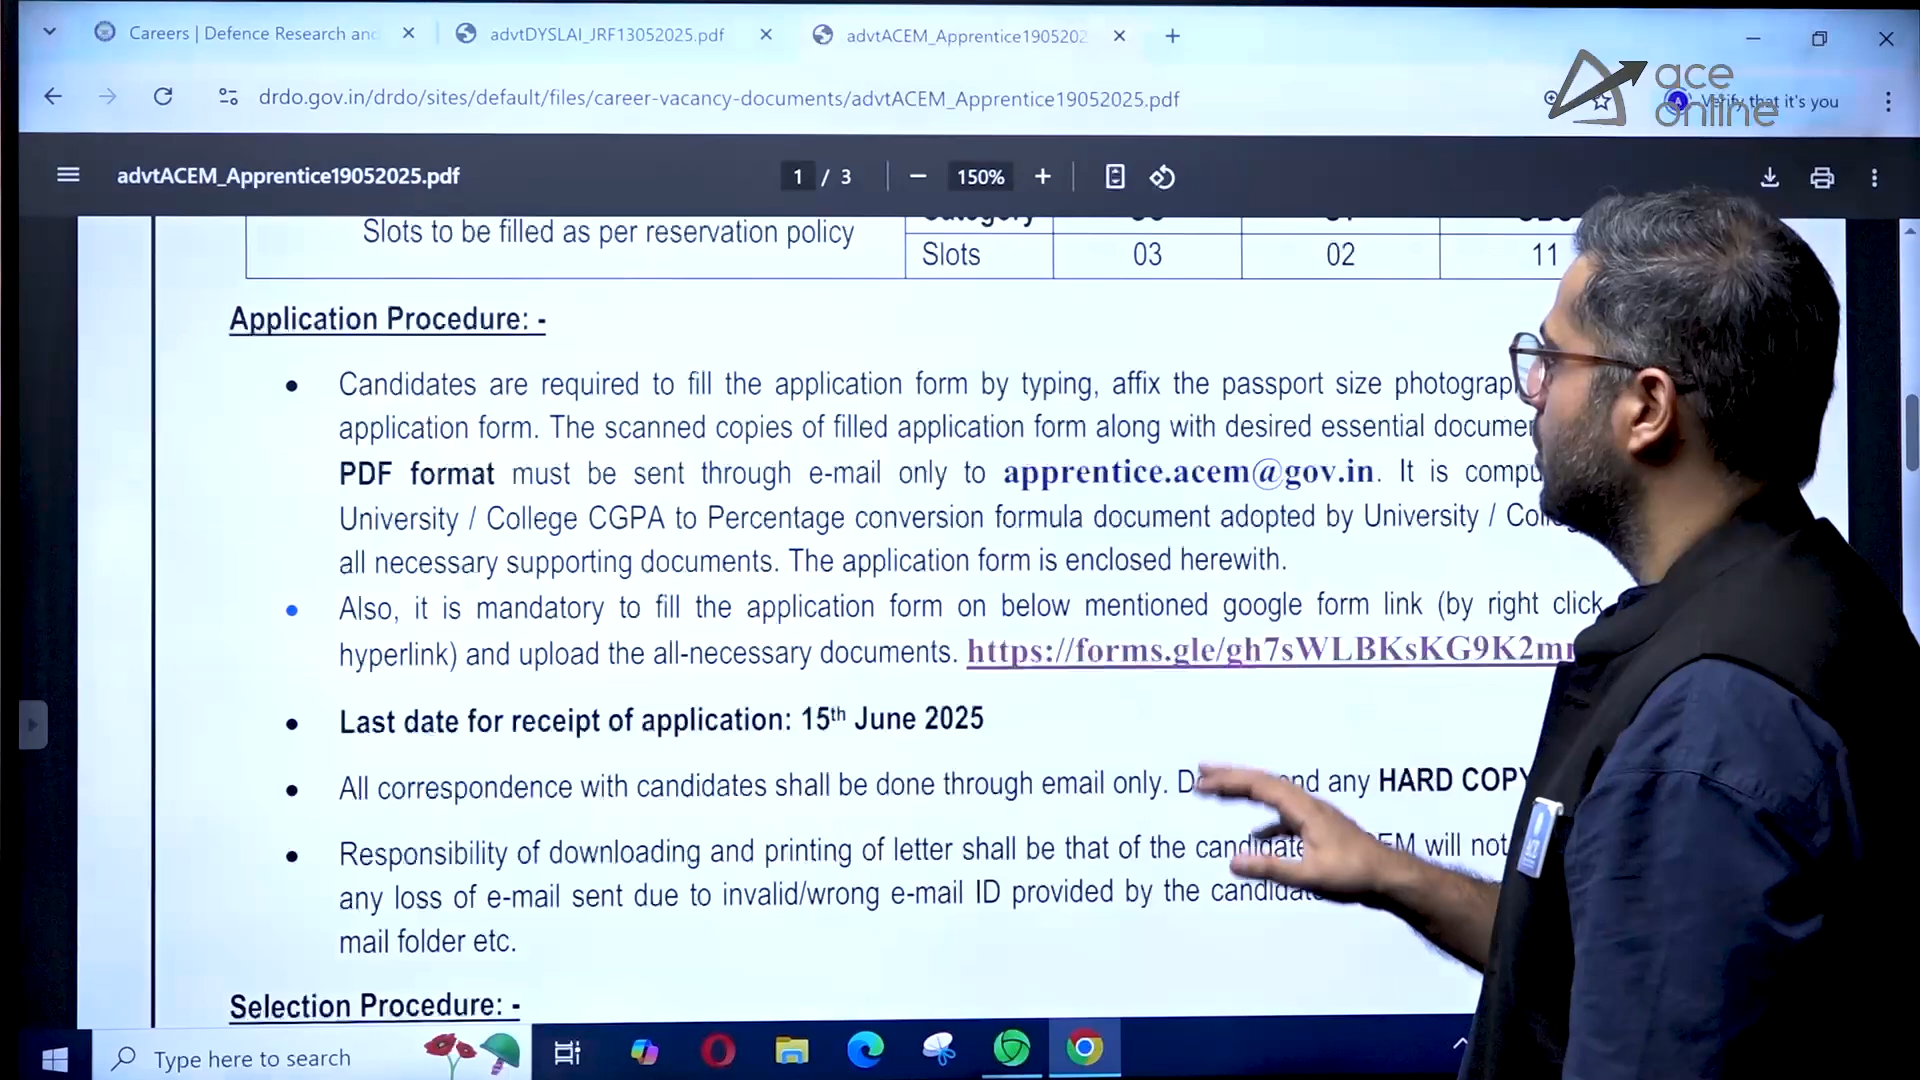 Careers | Defence Research and
advtDYSLAI_JRF13052025.pdf
advtACEM_Apprentice1905202
drdo.gov.in/drdo/sites/default/files/career-vacancy-documents/advtACEM_Apprentice19052025.pdf
Verify that it's you
ace
online
advtACEM_Apprentice19052025.pdf
1 / 3
150%
Category
Slots to be filled as per reservation policy
Slots 03 02 11
Application Procedure: -
Candidates are required to fill the application form by typing, affix the passport size
application form. The scanned copies of filled application form along with desired essential
PDF format must be sent through e-mail only to apprentice.acem@gov.in. It is
University / College CGPA to Percentage conversion formula document adopted by University /
all necessary supporting documents. The application form is enclosed herewith.
Also, it is mandatory to fill the application form on below mentioned google form link (by right click
hyperlink) and upload the all-necessary documents. https://forms.gle/gh7sWLBKsKG9K2m
Last date for receipt of application: 15th June 2025
All correspondence with candidates shall be done through email only. any HARD COPY
Responsibility of downloading and printing of letter shall be that of the will not
any loss of e-mail sent due to invalid/wrong e-mail ID provided by the
mail folder etc.
Selection Procedure: -
Type here to search